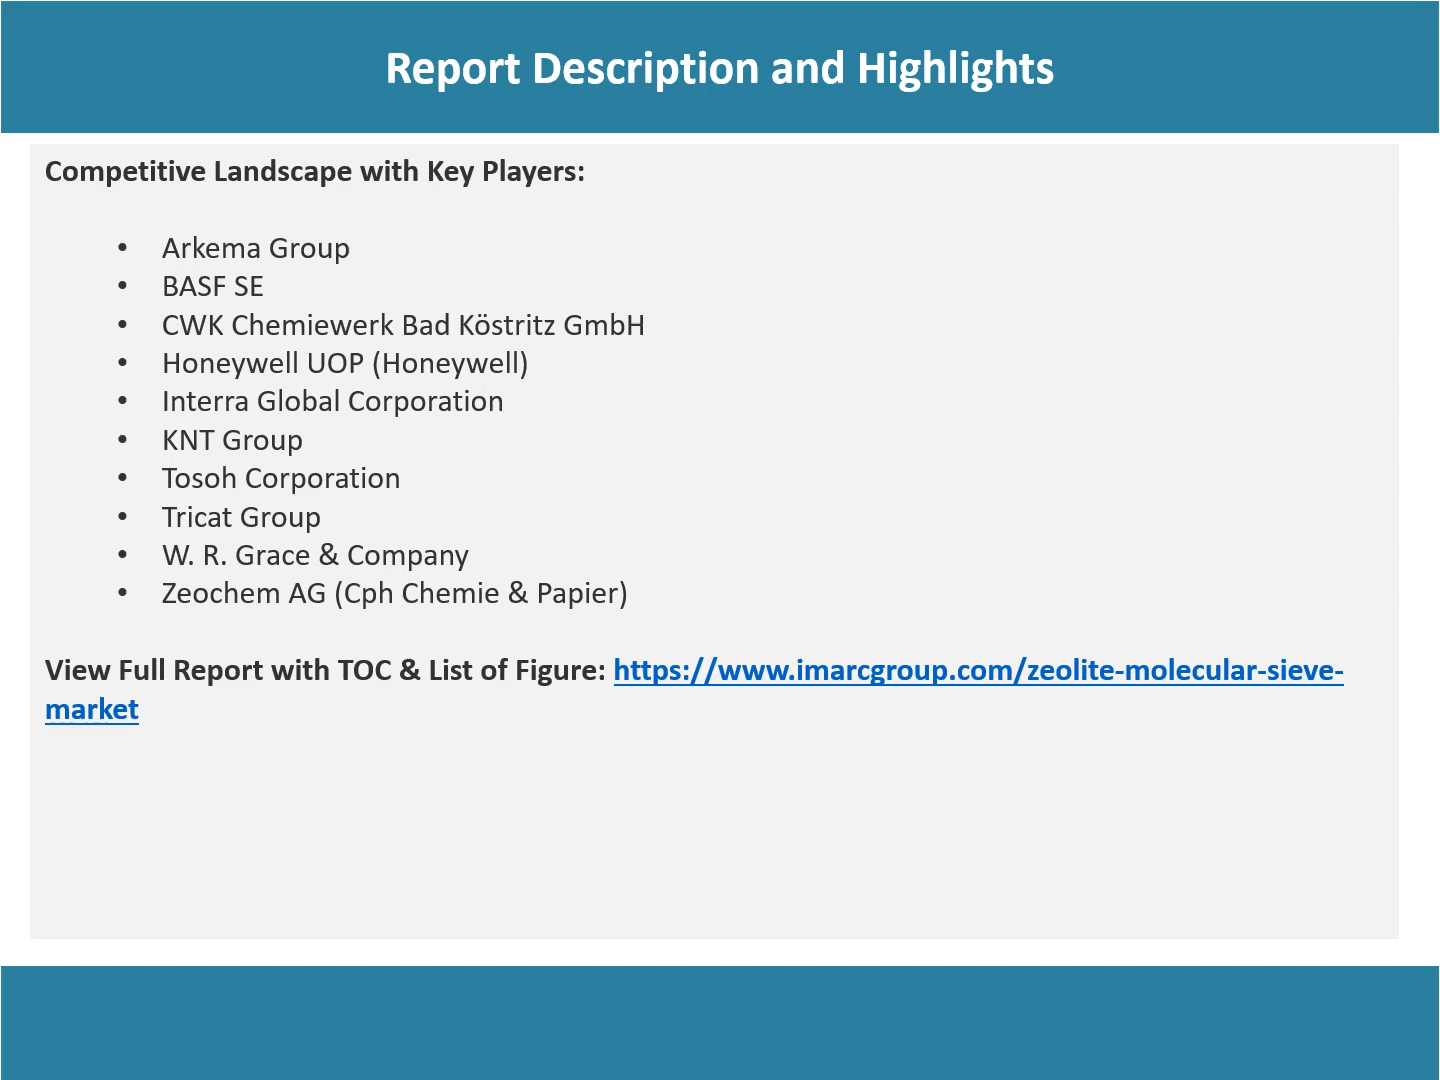 Report Description and Highlights
Competitive Landscape with Key Players:
• Arkema Group
• BASF SE
• CWK Chemiewerk Bad Köstritz GmbH
• Honeywell UOP (Honeywell)
• Interra Global Corporation
• KNT Group
• Tosoh Corporation
• Tricat Group
• W. R. Grace & Company
• Zeochem AG (Cph Chemie & Papier)
View Full Report with TOC & List of Figure: https://www.imarcgroup.com/zeolite-molecular-sieve-
market